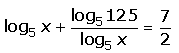 log₅ x + log₅ 125 / log₅ x = 7/2